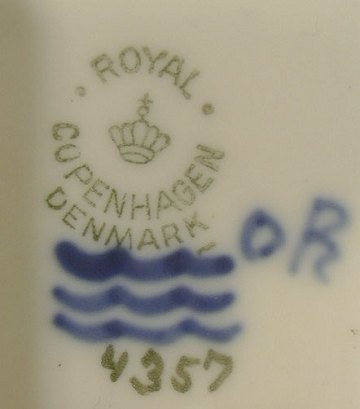 ROYAL
COPENHAGEN
DENMARK
OR
4357